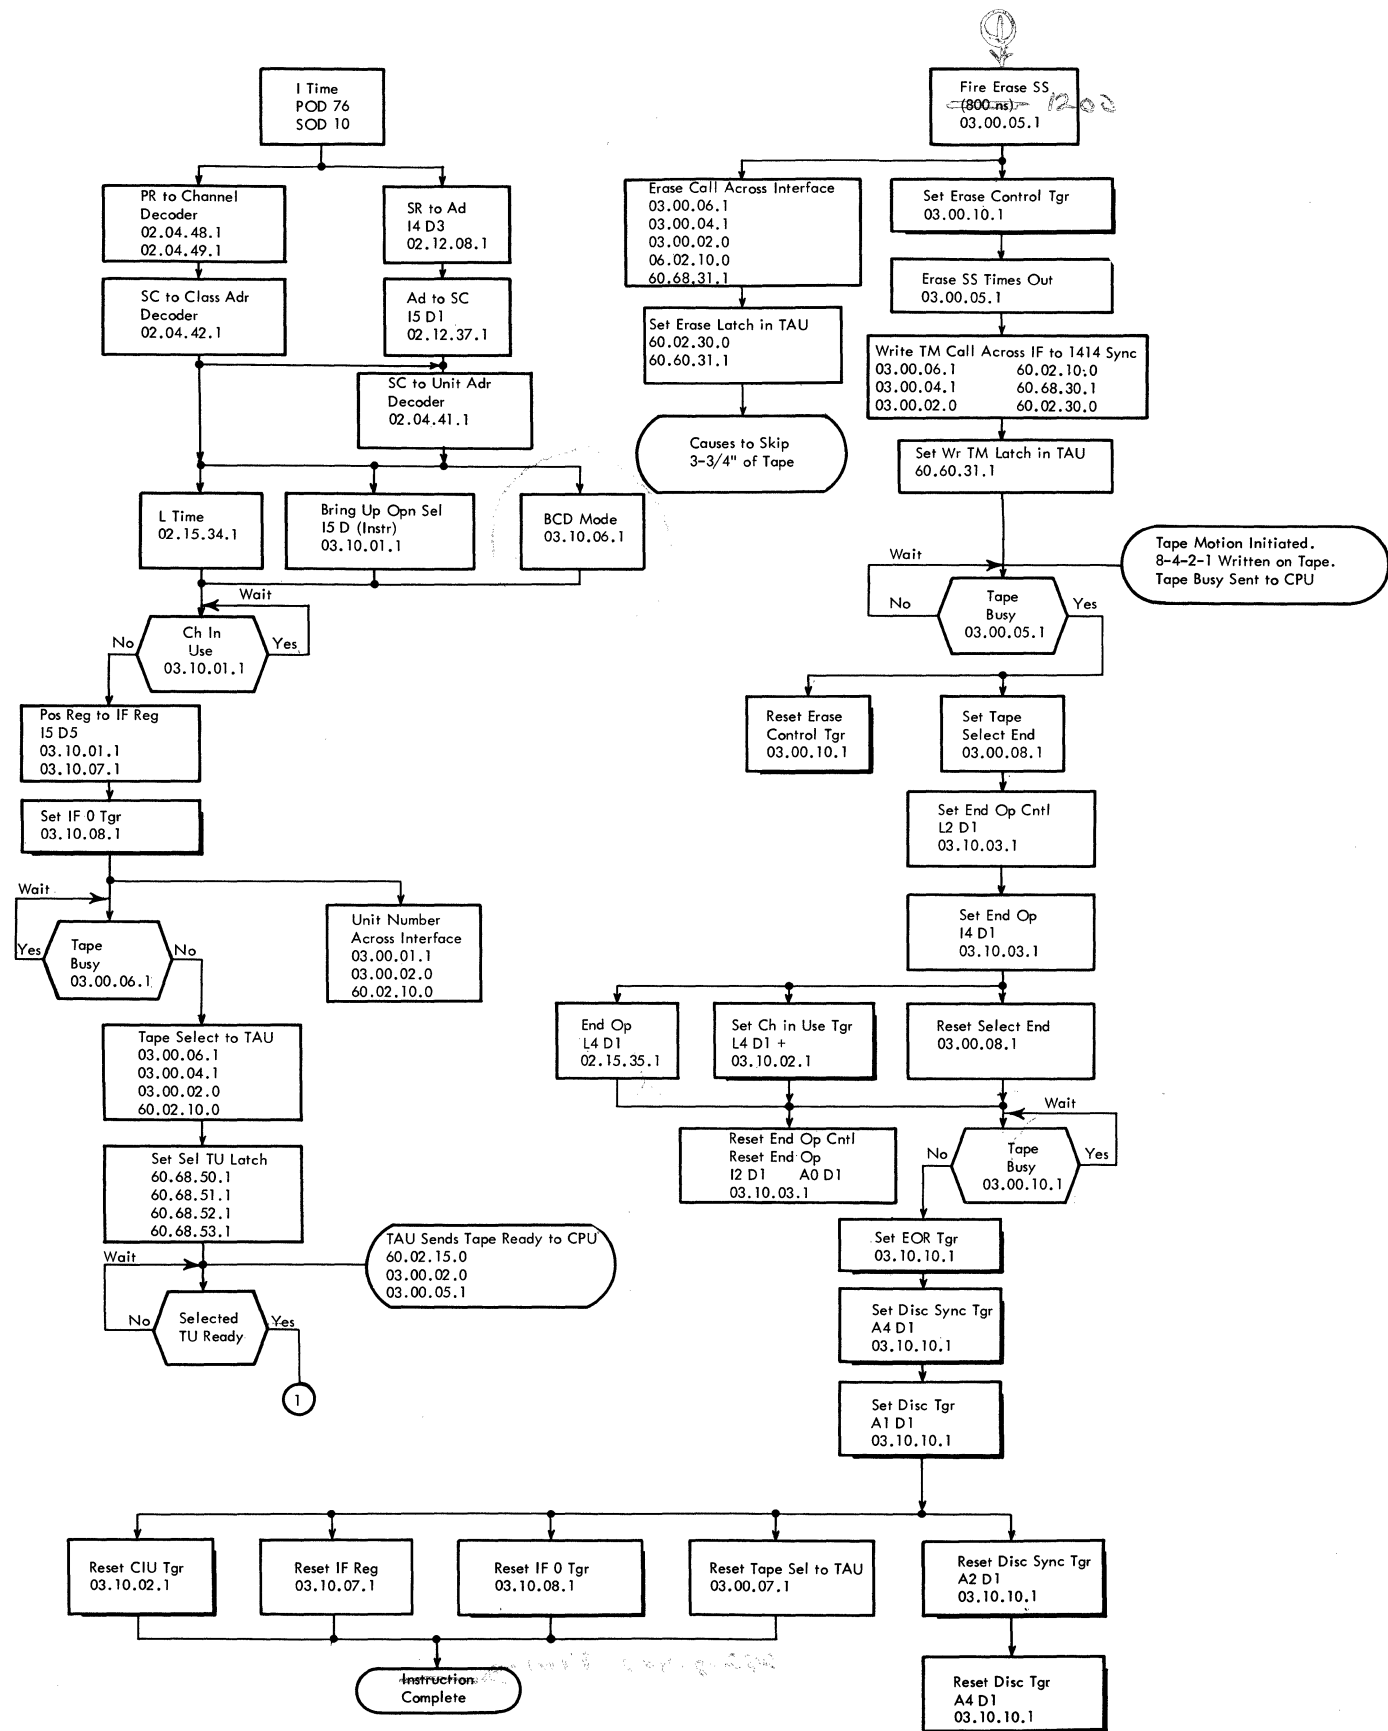 I Time
POD 76
SOD 10
PR to Channel
Decoder
02.04.48.1
02.04.49.1
SR to Ad
I4 D3
02.12.08.1
SC to Class Adr
Decoder
02.04.42.1
Ad to SC
I5 D1
02.12.37.1
SC to Unit Adr
Decoder
02.04.41.1
L Time
02.15.34.1
Bring Up Opn Sel
I5 D (Instr)
03.10.01.1
BCD Mode
03.10.06.1
Wait
No
Ch In
Use
03.10.01.1
Yes
Pos Reg to IF Reg
I5 D5
03.10.01.1
03.10.07.1
Set IF 0 Tgr
03.10.08.1
Wait
Yes
Tape
Busy
03.00.06.1
No
Unit Number
Across Interface
03.00.01.1
03.00.02.0
60.02.10.0
Tape Select to TAU
03.00.06.1
03.00.04.1
03.00.02.0
60.02.10.0
Set Sel TU Latch
60.68.50.1
60.68.51.1
60.68.52.1
60.68.53.1
Wait
TAU Sends Tape Ready to CPU
60.02.15.0
03.00.02.0
03.00.05.1
No
Selected
TU Ready
Yes
1
1
Fire Erase SS
(800 ns) 1200
03.00.05.1
Erase Call Across Interface
03.00.06.1
03.00.04.1
03.00.02.0
06.02.10.0
60.68.31.1
Set Erase Control Tgr
03.00.10.1
Erase SS Times Out
03.00.05.1
Set Erase Latch in TAU
60.02.30.0
60.60.31.1
Write TM Call Across IF to 1414 Sync
03.00.06.1 60.02.10.0
03.00.04.1 60.68.30.1
03.00.02.0 60.02.30.0
Causes to Skip
3-3/4" of Tape
Set Wr TM Latch in TAU
60.60.31.1
Tape Motion Initiated.
8-4-2-1 Written on Tape.
Tape Busy Sent to CPU
Wait
No
Tape
Busy
03.00.05.1
Yes
Reset Erase
Control Tgr
03.00.10.1
Set Tape
Select End
03.00.08.1
Set End Op Cntl
L2 D1
03.10.03.1
Set End Op
I4 D1
03.10.03.1
End Op
L4 D1
02.15.35.1
Set Ch in Use Tgr
L4 D1 +
03.10.02.1
Reset Select End
03.00.08.1
Reset End Op Cntl
Reset End Op
I2 D1 A0 D1
03.10.03.1
Wait
No
Tape
Busy
03.00.10.1
Yes
Set EOR Tgr
03.10.10.1
Set Disc Sync Tgr
A4 D1
03.10.10.1
Set Disc Tgr
A1 D1
03.10.10.1
Reset CIU Tgr
03.10.02.1
Reset IF Reg
03.10.07.1
Reset IF 0 Tgr
03.10.08.1
Reset Tape Sel to TAU
03.00.07.1
Reset Disc Sync Tgr
A2 D1
03.10.10.1
Instruction
Complete
Reset Disc Tgr
A4 D1
03.10.10.1